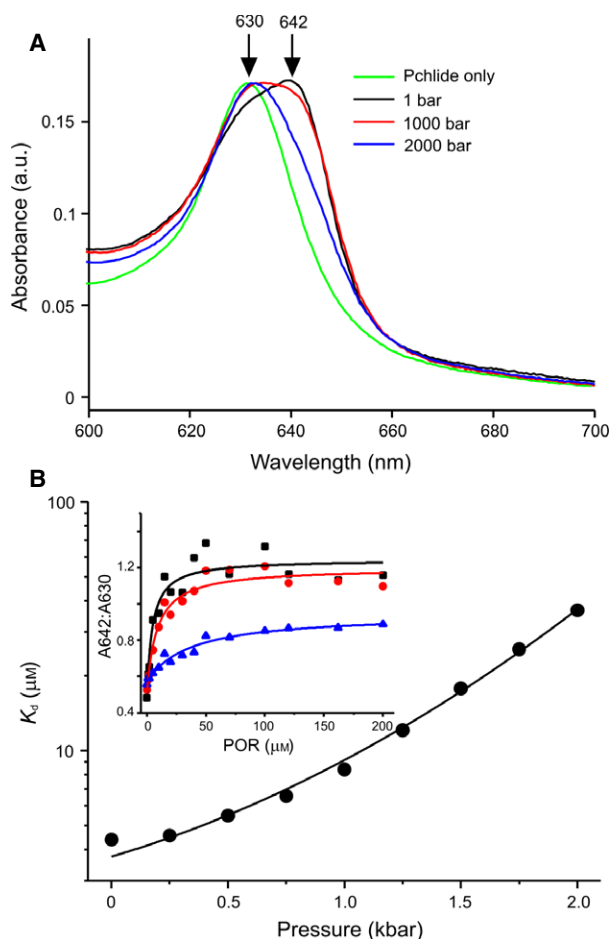 A
630 642
Pchlide only
1 bar
1000 bar
2000 bar
Absorbance (a.u.)
0.15
0.1
0.05
0
600 620 640 660 680 700
Wavelength (nm)
B
100
10
Kd (μM)
A642:A630
1.2
0.8
0.4
0 50 100 150 200
POR (μM)
0 0.5 1.0 1.5 2.0
Pressure (kbar)